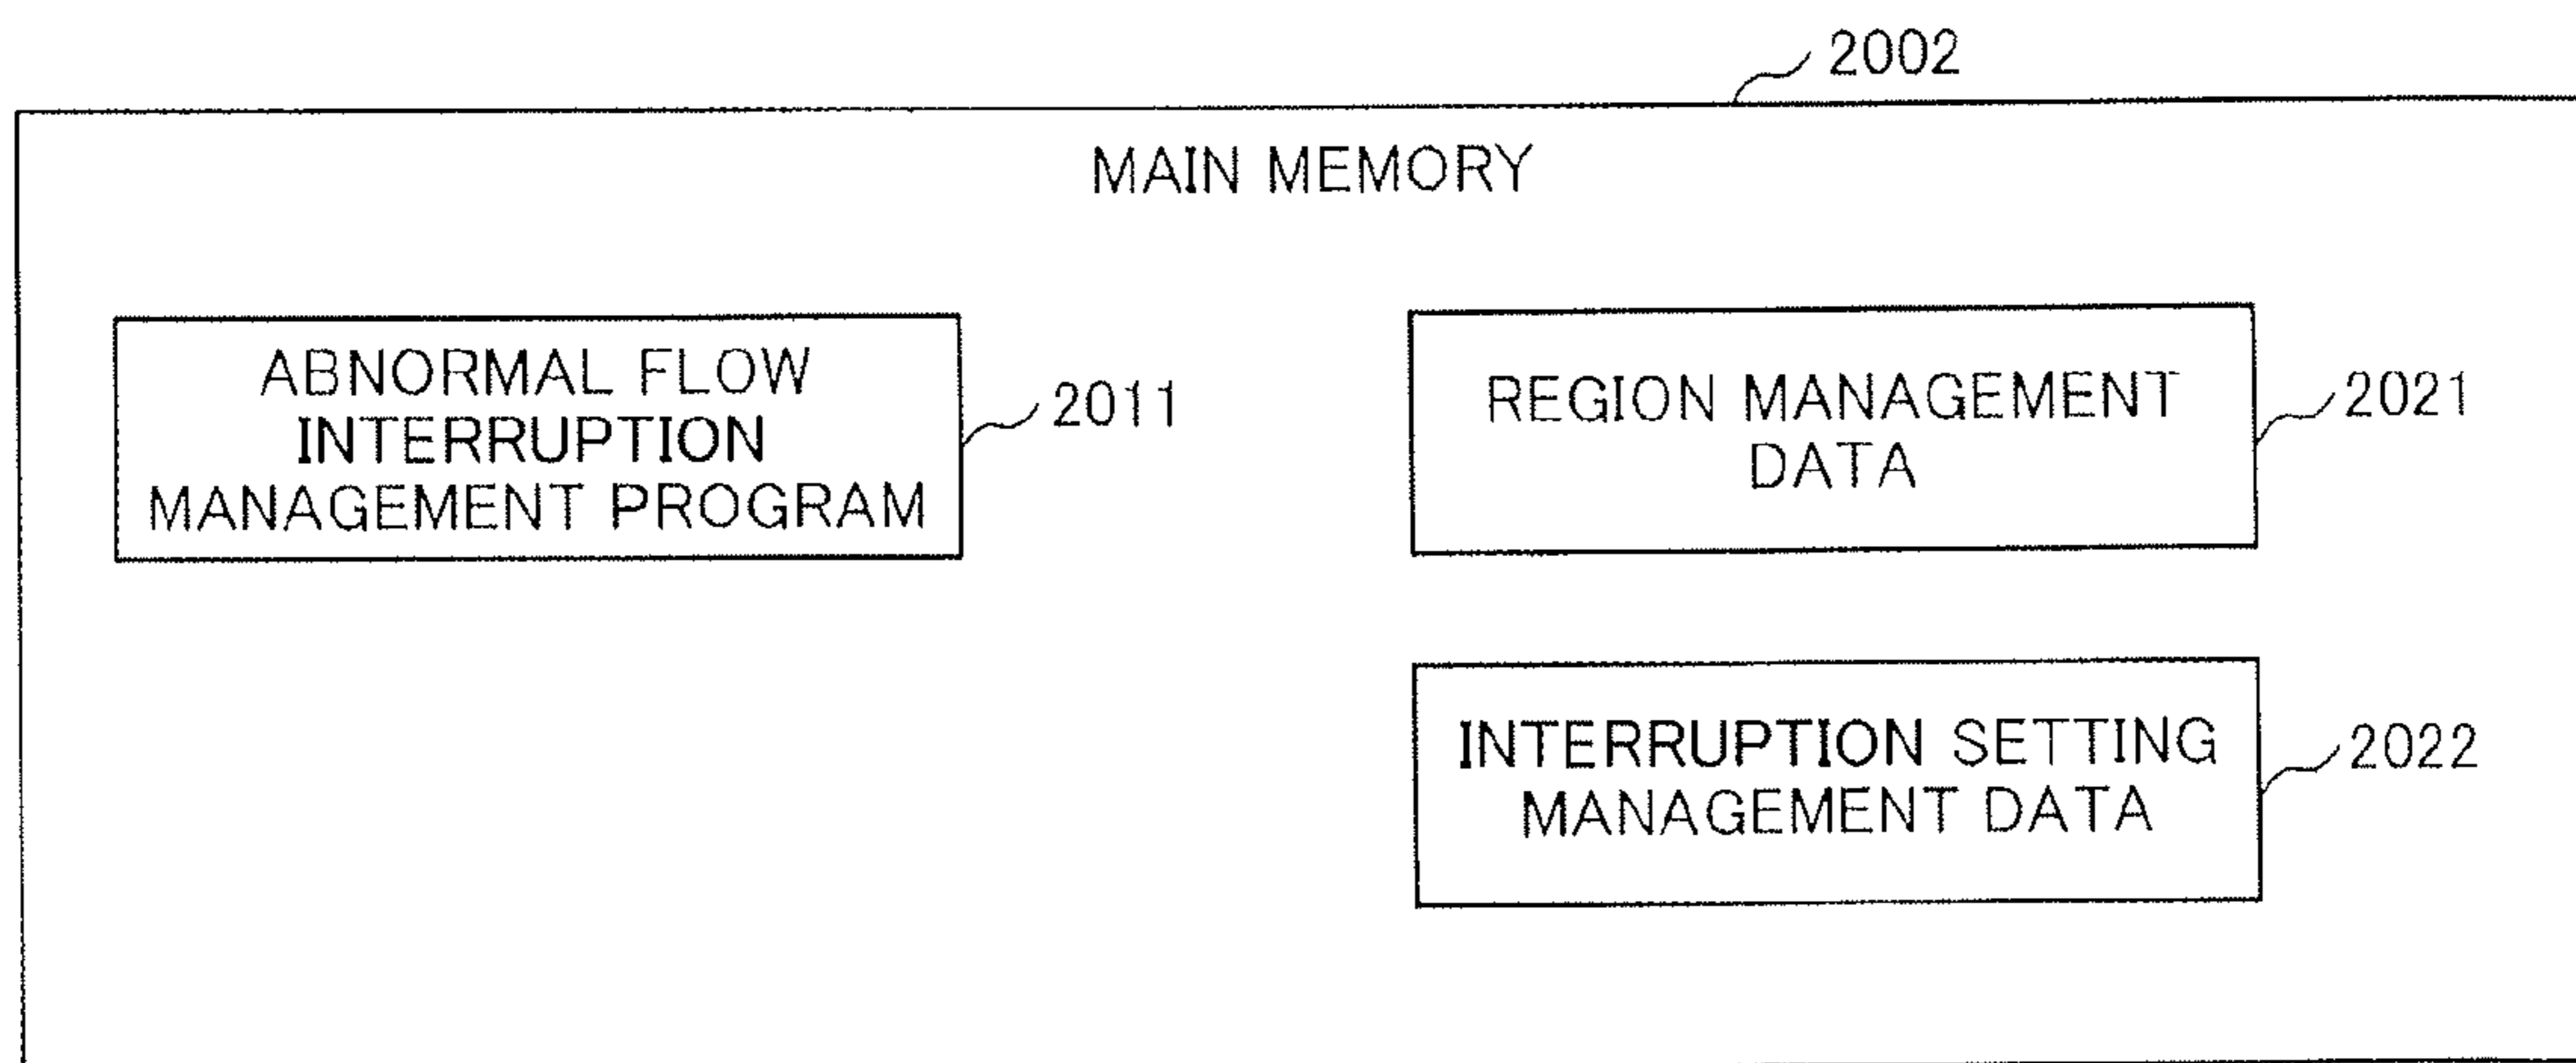 2002
MAIN MEMORY
ABNORMAL FLOW
INTERRUPTION
MANAGEMENT PROGRAM
2011
REGION MANAGEMENT
DATA
2021
INTERRUPTION SETTING
MANAGEMENT DATA
2022